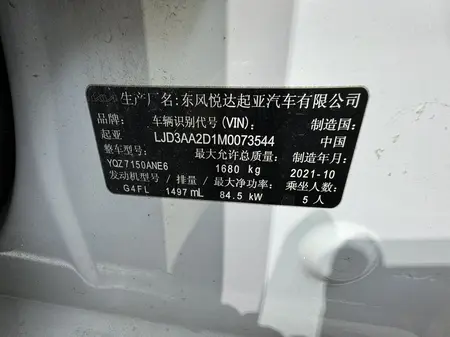 生产厂名:东风悦达起亚汽车有限公司
品牌: 车辆识别代号(VIN): 制造国:
起亚 LJD3AA2D1M0073544 中国
整车型号: 最大允许总质量: 制造年月:
YQZ7150ANE6 1680 kg 2021-10
发动机型号/排量/最大净功率: 乘坐人数:
G4FL 1497mL 84.5 kW 5人